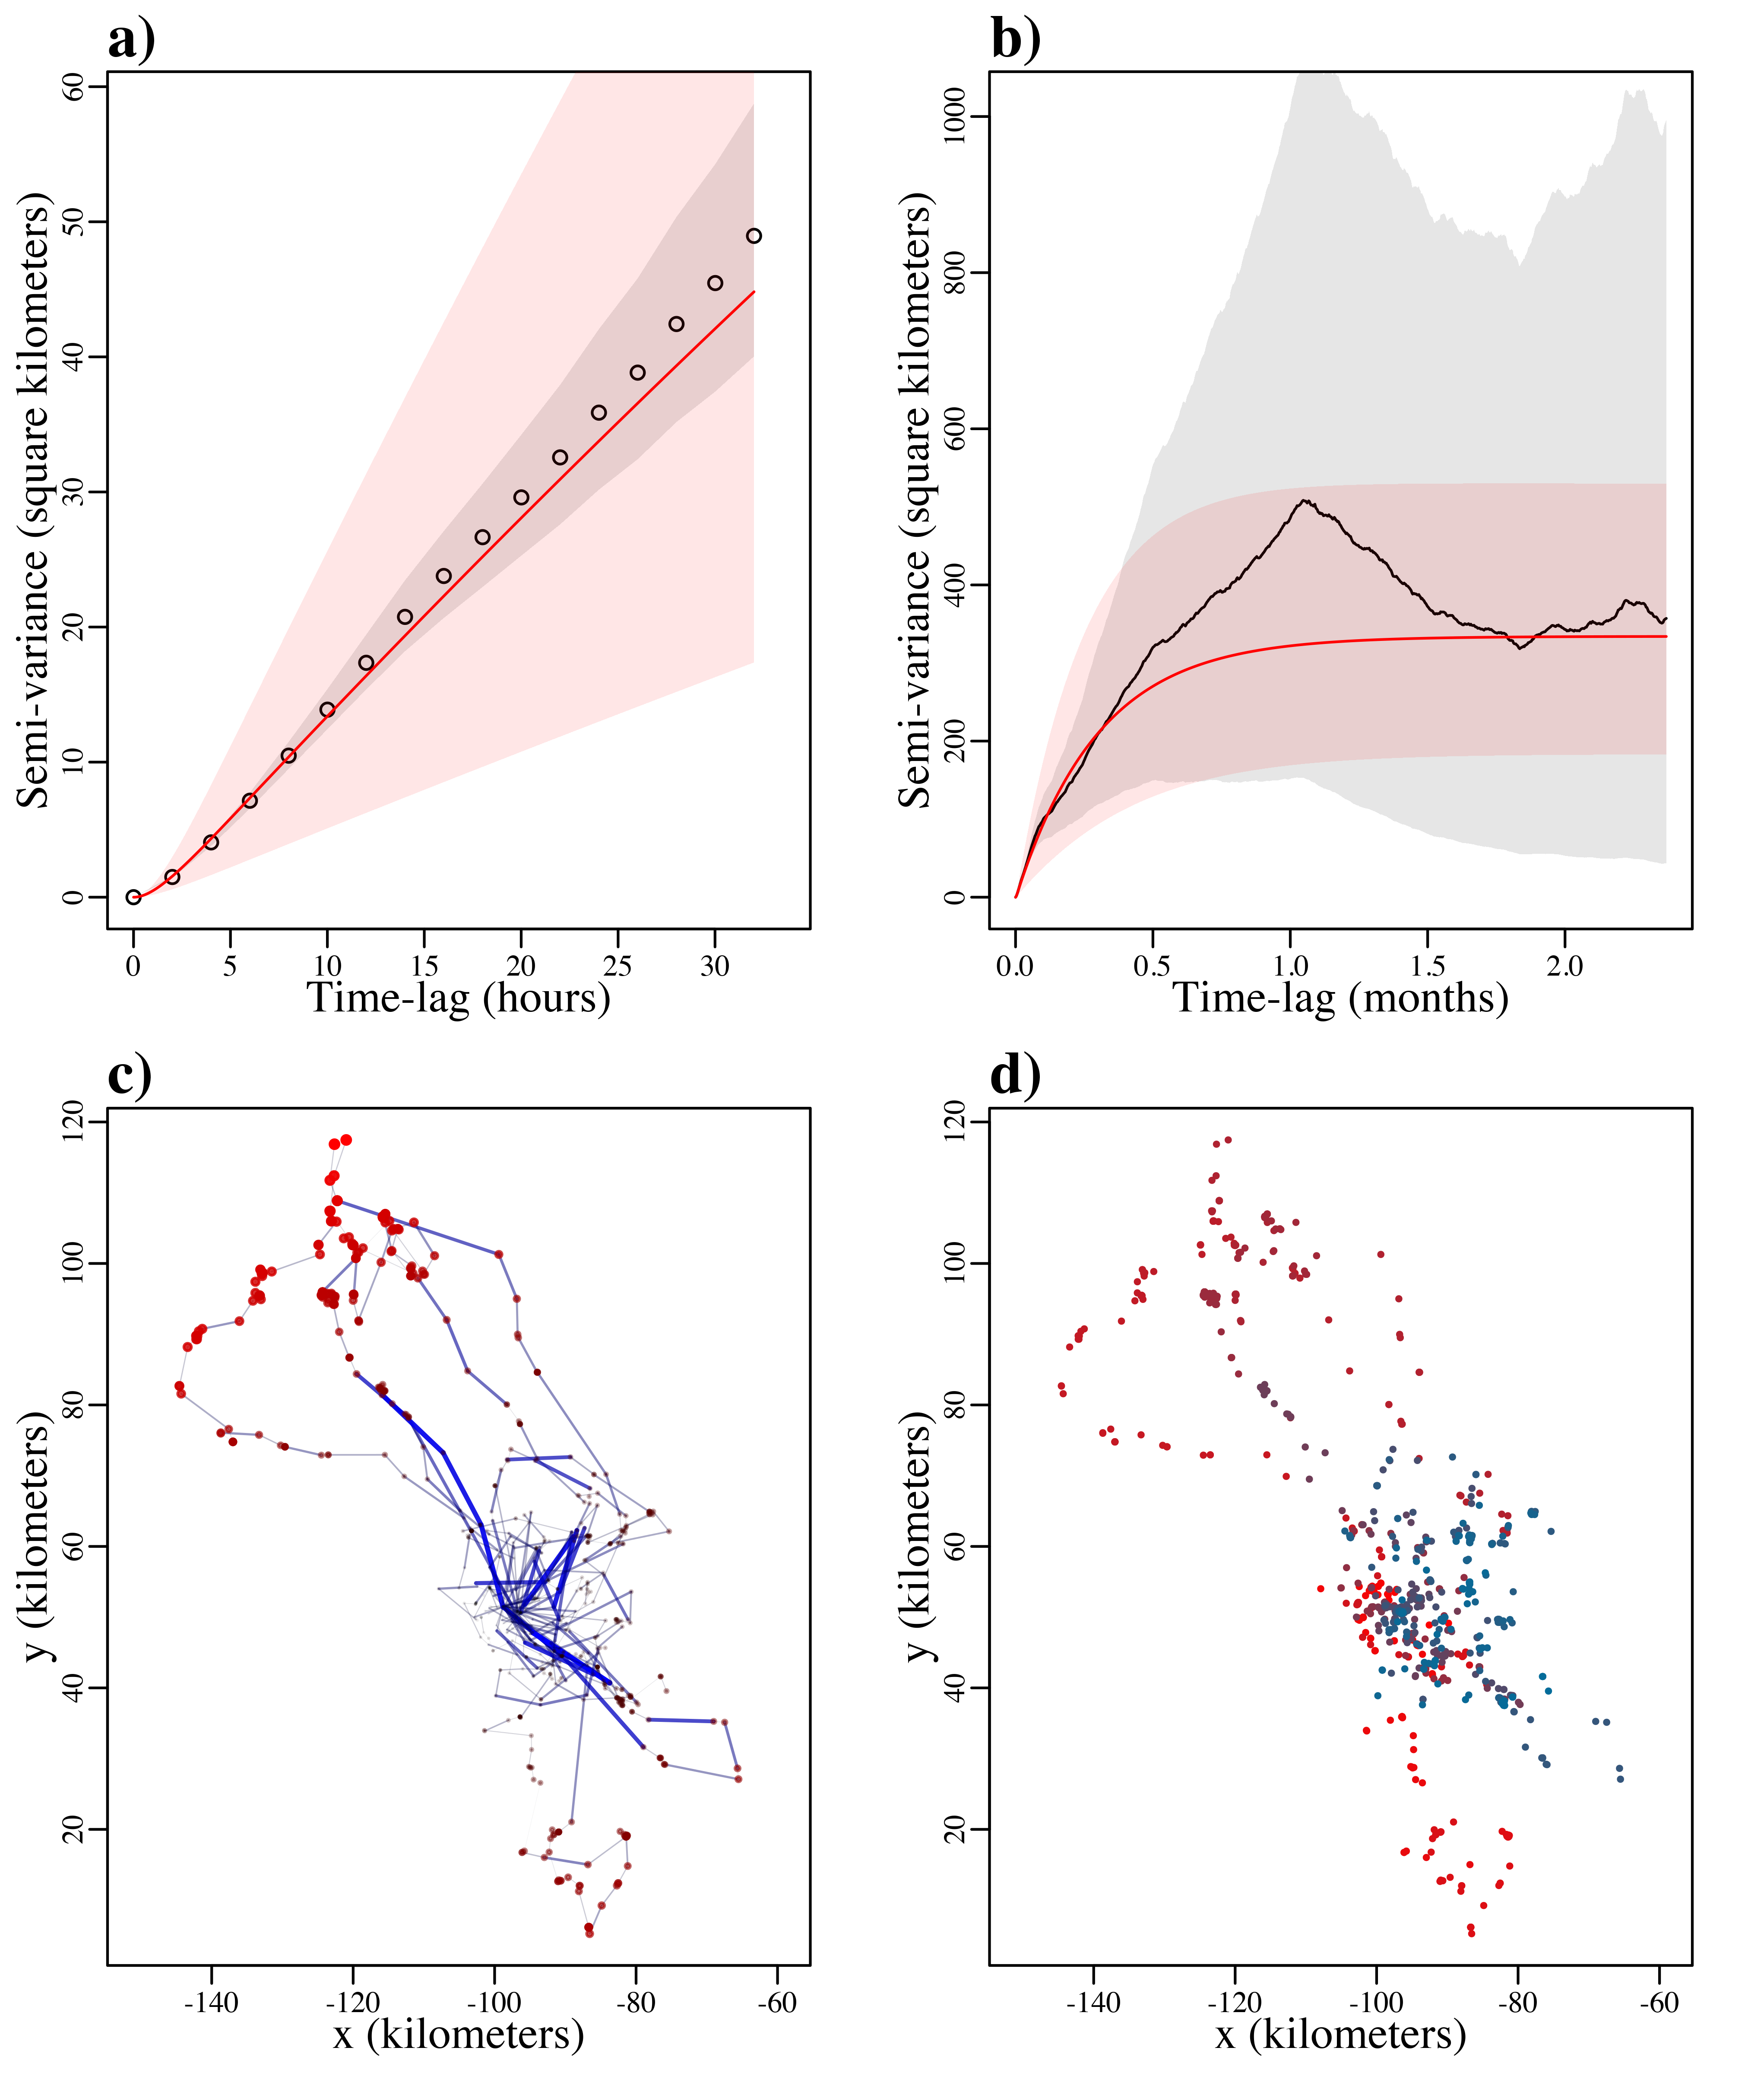 a)
Semi-variance (square kilometers)
0 10 20 30 40 50 60
0 5 10 15 20 25 30
Time-lag (hours)
b)
Semi-variance (square kilometers)
0 200 400 600 800 1000
0.0 0.5 1.0 1.5 2.0
Time-lag (months)
c)
y (kilometers)
20 40 60 80 100 120
-140 -120 -100 -80 -60
x (kilometers)
d)
y (kilometers)
20 40 60 80 100 120
-140 -120 -100 -80 -60
x (kilometers)